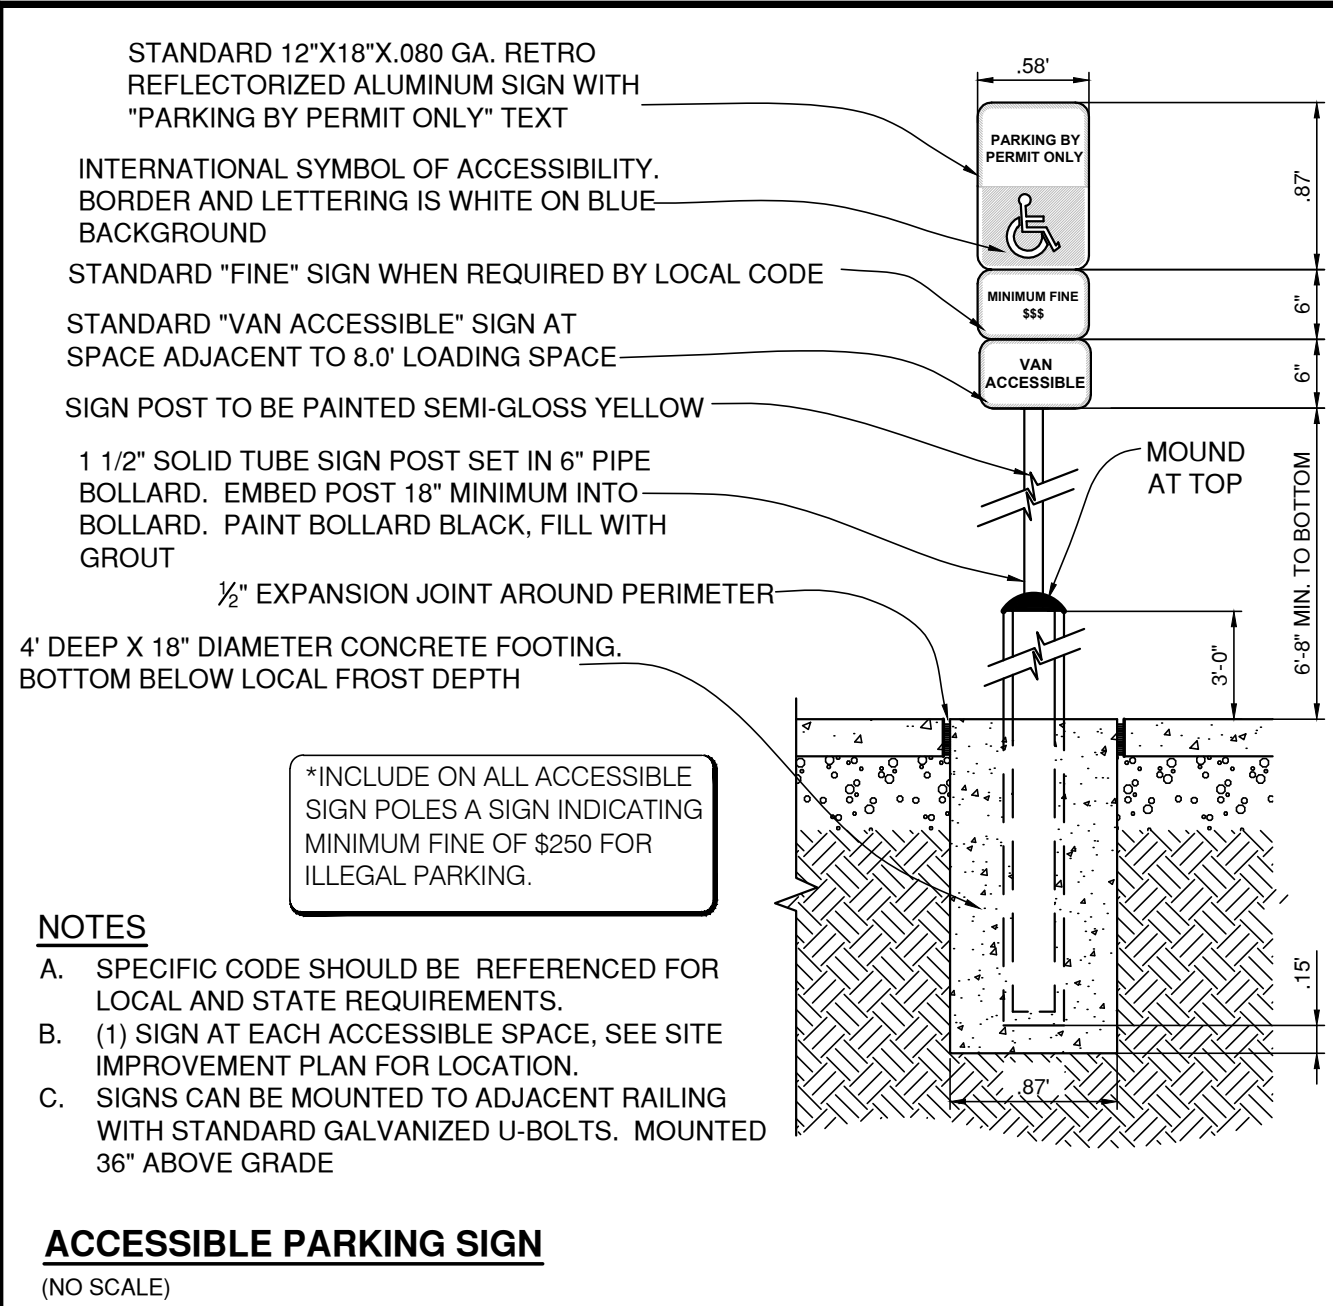 STANDARD 12"X18"X.080 GA. RETRO
REFLECTORIZED ALUMINUM SIGN WITH
"PARKING BY PERMIT ONLY" TEXT
INTERNATIONAL SYMBOL OF ACCESSIBILITY.
BORDER AND LETTERING IS WHITE ON BLUE
BACKGROUND
STANDARD "FINE" SIGN WHEN REQUIRED BY LOCAL CODE
STANDARD "VAN ACCESSIBLE" SIGN AT
SPACE ADJACENT TO 8.0' LOADING SPACE
SIGN POST TO BE PAINTED SEMI-GLOSS YELLOW
1 1/2" SOLID TUBE SIGN POST SET IN 6" PIPE
BOLLARD. EMBED POST 18" MINIMUM INTO
BOLLARD. PAINT BOLLARD BLACK, FILL WITH
GROUT
½" EXPANSION JOINT AROUND PERIMETER
4' DEEP X 18" DIAMETER CONCRETE FOOTING.
BOTTOM BELOW LOCAL FROST DEPTH
.58'
PARKING BY
PERMIT ONLY
MINIMUM FINE
$$$
VAN
ACCESSIBLE
.87'
6"
6"
MOUND
AT TOP
6'-8" MIN. TO BOTTOM
3'-0"
.15'
.87'
*INCLUDE ON ALL ACCESSIBLE
SIGN POLES A SIGN INDICATING
MINIMUM FINE OF $250 FOR
ILLEGAL PARKING.
NOTES
A. SPECIFIC CODE SHOULD BE REFERENCED FOR
LOCAL AND STATE REQUIREMENTS.
B. (1) SIGN AT EACH ACCESSIBLE SPACE, SEE SITE
IMPROVEMENT PLAN FOR LOCATION.
C. SIGNS CAN BE MOUNTED TO ADJACENT RAILING
WITH STANDARD GALVANIZED U-BOLTS. MOUNTED
36" ABOVE GRADE
ACCESSIBLE PARKING SIGN
(NO SCALE)